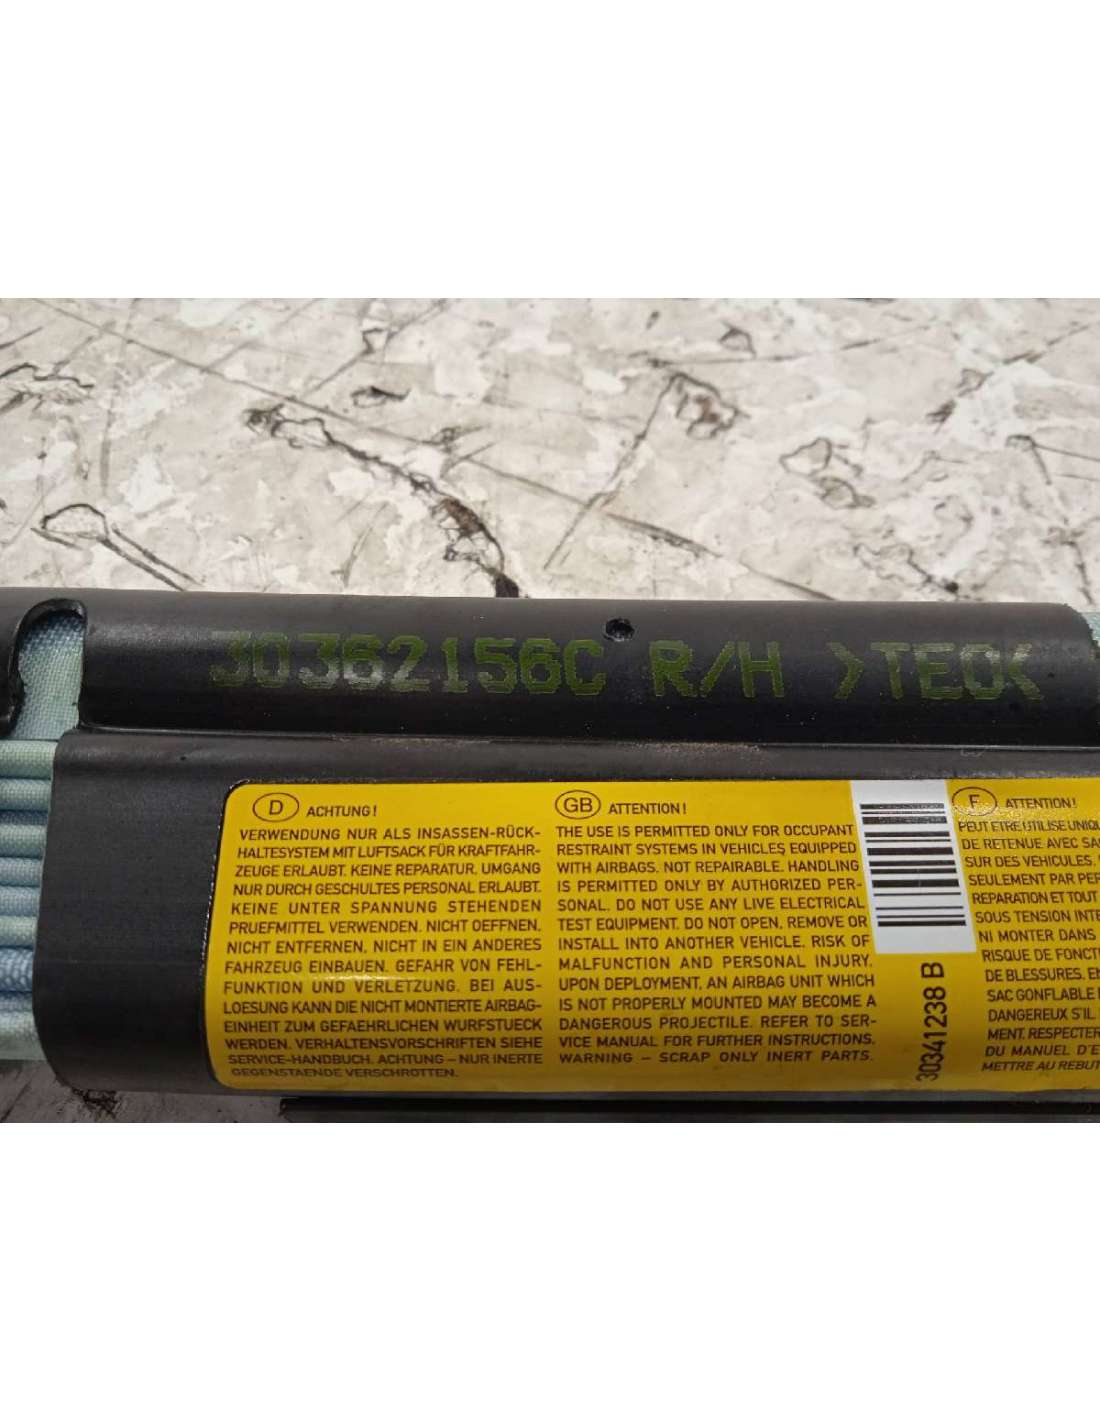 30362156C R/H >TEO<
D ACHTUNG!
VERWENDUNG NUR ALS INSASSEN-RÜCK-
HALTESYSTEM MIT LUFTSACK FÜR KRAFTFAHR-
ZEUGE ERLAUBT. KEINE REPARATUR. UMGANG
NUR DURCH GESCHULTES PERSONAL ERLAUBT.
KEINE UNTER SPANNUNG STEHENDEN
PRUEFMITTEL VERWENDEN. NICHT OEFFNEN,
NICHT ENTFERNEN, NICHT IN EIN ANDERES
FAHRZEUG EINBAUEN. GEFAHR VON FEHL-
FUNKTION UND VERLETZUNG. BEI AUS-
LOESUNG KANN DIE NICHT MONTIERTE AIRBAG-
EINHEIT ZUM GEFAEHRLICHEN WURFSTUECK
WERDEN. VERHALTENSVORSCHRIFTEN SIEHE
SERVICE-HANDBUCH. ACHTUNG – NUR INERTE
GEGENSTAENDE VERSCHROTTEN.
GB ATTENTION!
THE USE IS PERMITTED ONLY FOR OCCUPANT
RESTRAINT SYSTEMS IN VEHICLES EQUIPPED
WITH AIRBAGS. NOT REPAIRABLE. HANDLING
IS PERMITTED ONLY BY AUTHORIZED PER-
SONAL. DO NOT USE ANY LIVE ELECTRICAL
TEST EQUIPMENT. DO NOT OPEN, REMOVE OR
INSTALL INTO ANOTHER VEHICLE. RISK OF
MALFUNCTION AND PERSONAL INJURY.
UPON DEPLOYMENT, AN AIRBAG UNIT WHICH
IS NOT PROPERLY MOUNTED MAY BECOME A
DANGEROUS PROJECTILE. REFER TO SER-
VICE MANUAL FOR FURTHER INSTRUCTIONS.
WARNING – SCRAP ONLY INERT PARTS.
30341238 B
F ATTENTION!
PEUT ETRE UTILISE
DE RETENUE AVEC
SUR DES VEHICULES,
SEULEMENT PAR
REPARATION ET TOUT
SOUS TENSION
NI MONTER DANS
RISQUE DE
DE BLESSURES. EN
SAC GONFLABLE
DANGEREUX S'IL
MENT. RESPECTER
DU MANUEL
METTRE AU REBUT